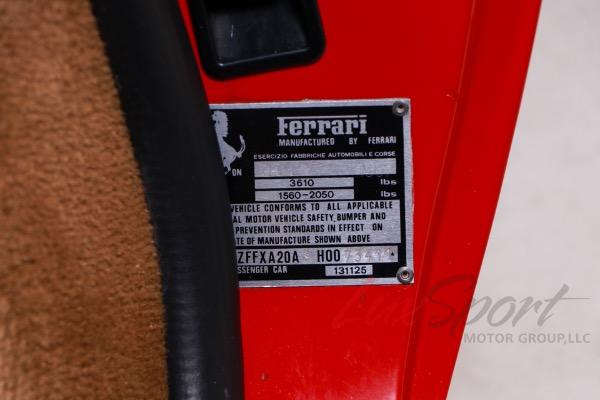 Ferrari
MANUFACTURED BY FERRARI
ESERCIZIO FABBRICHE AUTOMOBILI E CORSE
ON
3610 lbs
1560-2050 lbs
VEHICLE CONFORMS TO ALL APPLICABLE
AL MOTOR VEHICLE SAFETY, BUMPER AND
PREVENTION STANDARDS IN EFFECT ON
TE OF MANUFACTURE SHOWN ABOVE
ZFFXA20A H00
SSENGER CAR 131125
LuxSport
MOTOR GROUP, LLC